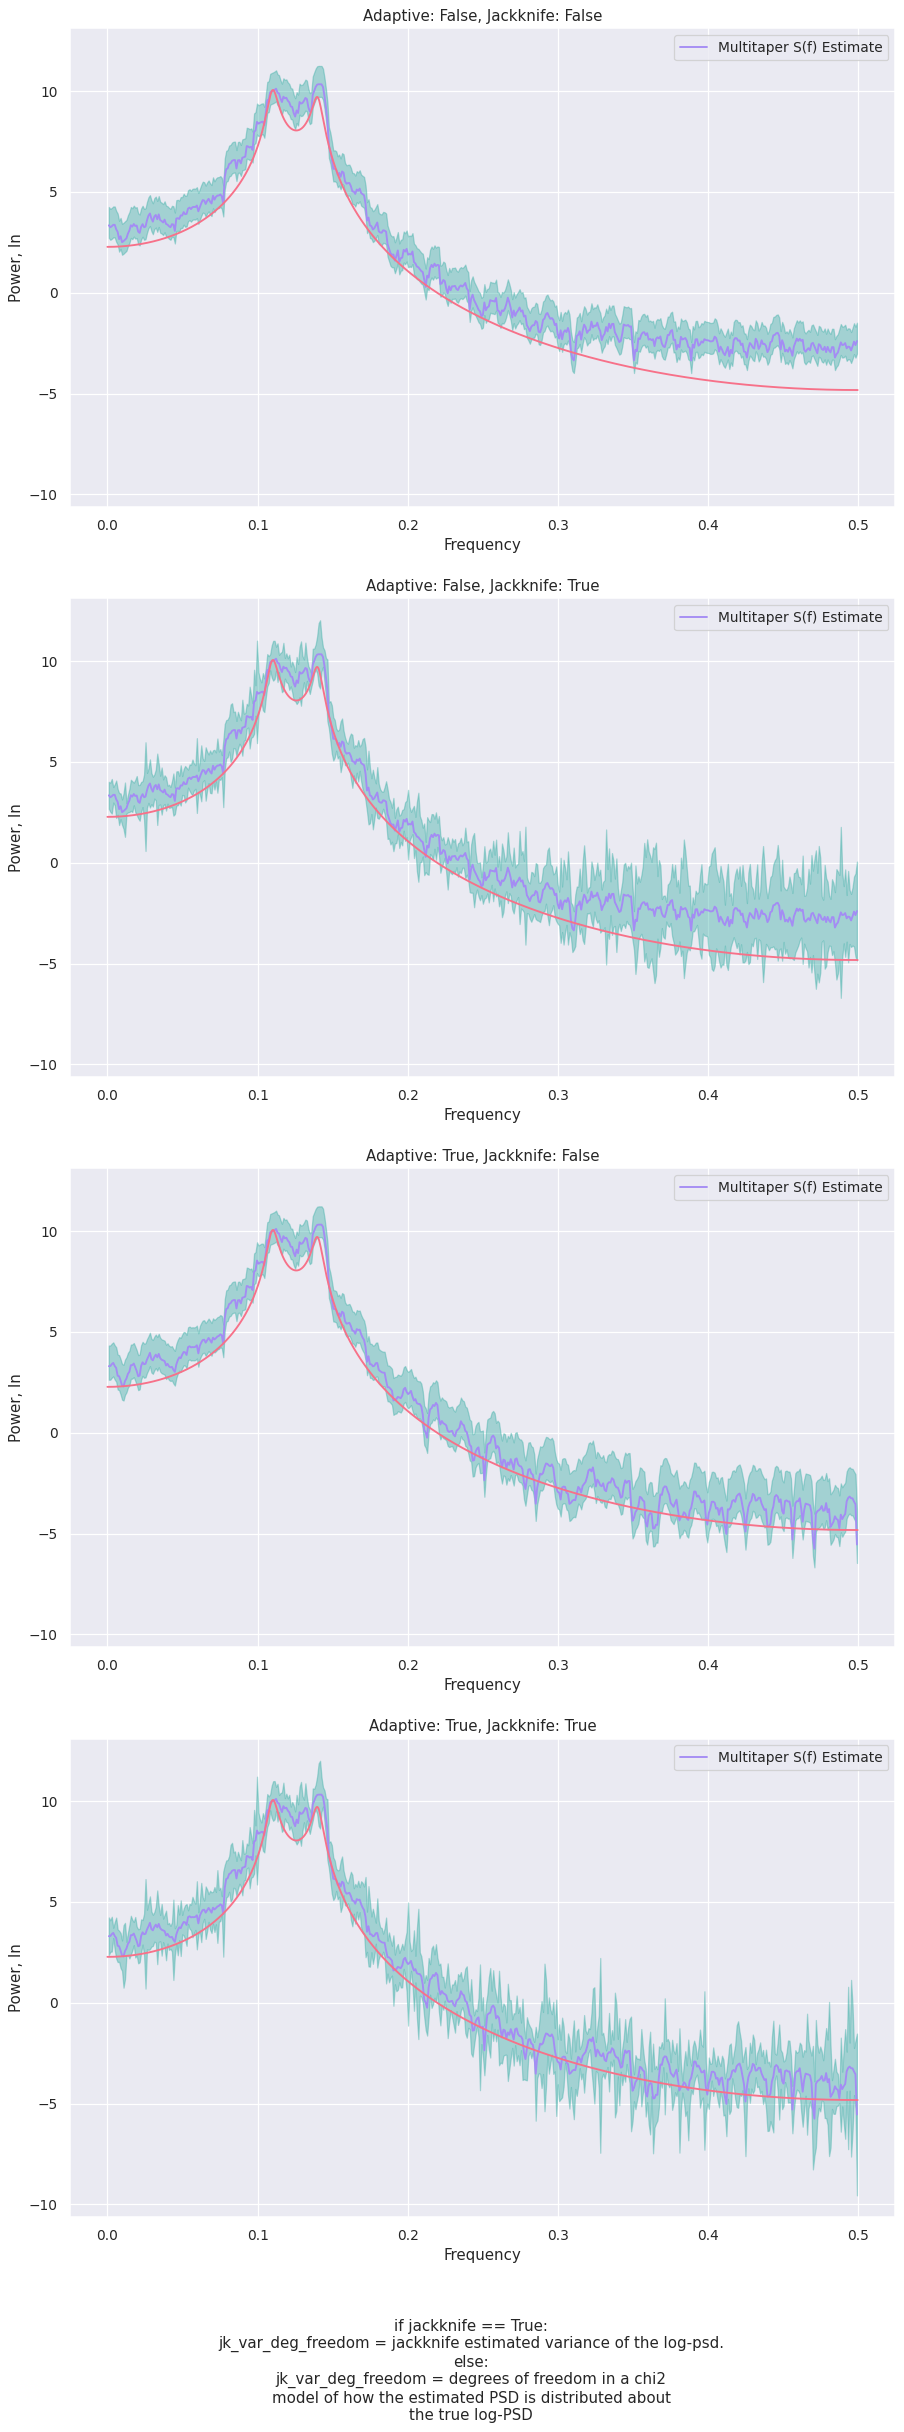 Adaptive: False, Jackknife: False
Multitaper S(f) Estimate
10
5
0
−5
−10
Power, ln
0.0 0.1 0.2 0.3 0.4 0.5
Frequency
Adaptive: False, Jackknife: True
Multitaper S(f) Estimate
10
5
0
−5
−10
Power, ln
0.0 0.1 0.2 0.3 0.4 0.5
Frequency
Adaptive: True, Jackknife: False
Multitaper S(f) Estimate
10
5
0
−5
−10
Power, ln
0.0 0.1 0.2 0.3 0.4 0.5
Frequency
Adaptive: True, Jackknife: True
Multitaper S(f) Estimate
10
5
0
−5
−10
Power, ln
0.0 0.1 0.2 0.3 0.4 0.5
Frequency
if jackknife == True:
jk_var_deg_freedom = jackknife estimated variance of the log-psd.
else:
jk_var_deg_freedom = degrees of freedom in a chi2
model of how the estimated PSD is distributed about
the true log-PSD